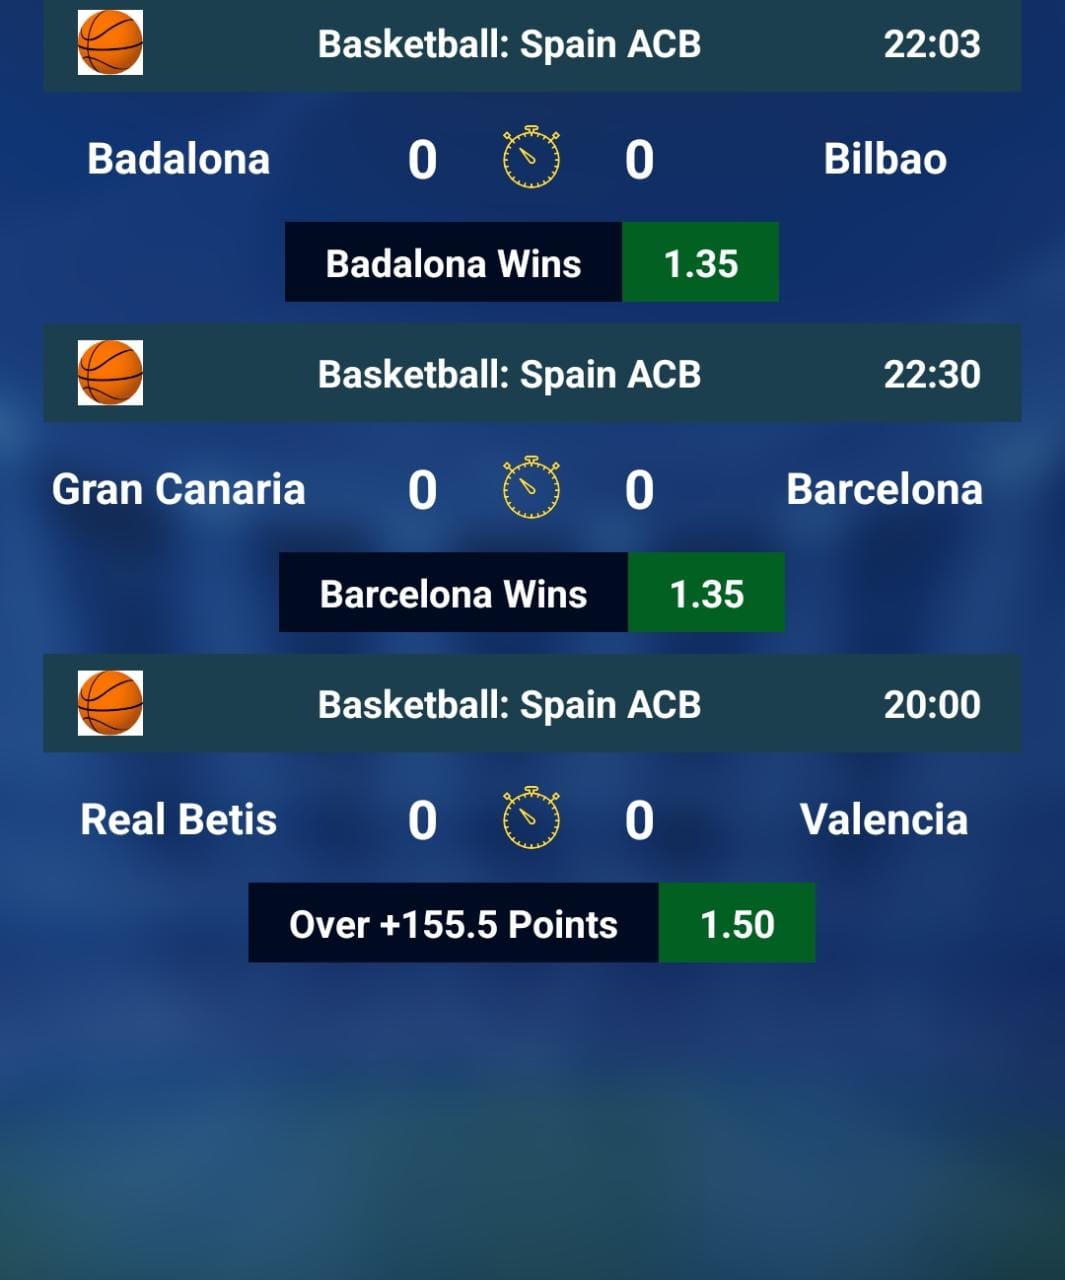 Basketball: Spain ACB 22:03
Badalona 0 0 Bilbao
Badalona Wins 1.35
Basketball: Spain ACB 22:30
Gran Canaria 0 0 Barcelona
Barcelona Wins 1.35
Basketball: Spain ACB 20:00
Real Betis 0 0 Valencia
Over +155.5 Points 1.50